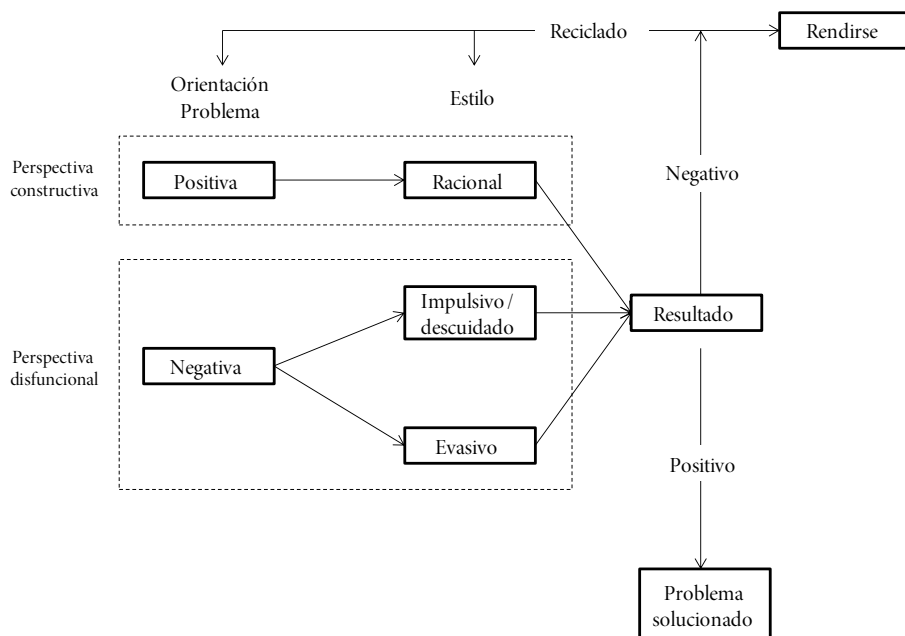 Reciclado
Rendirse
Orientación
Problema
Estilo
Perspectiva
constructiva
Positiva
Racional
Negativo
Perspectiva
disfuncional
Negativa
Impulsivo /
descuidado
Evasivo
Resultado
Positivo
Problema
solucionado